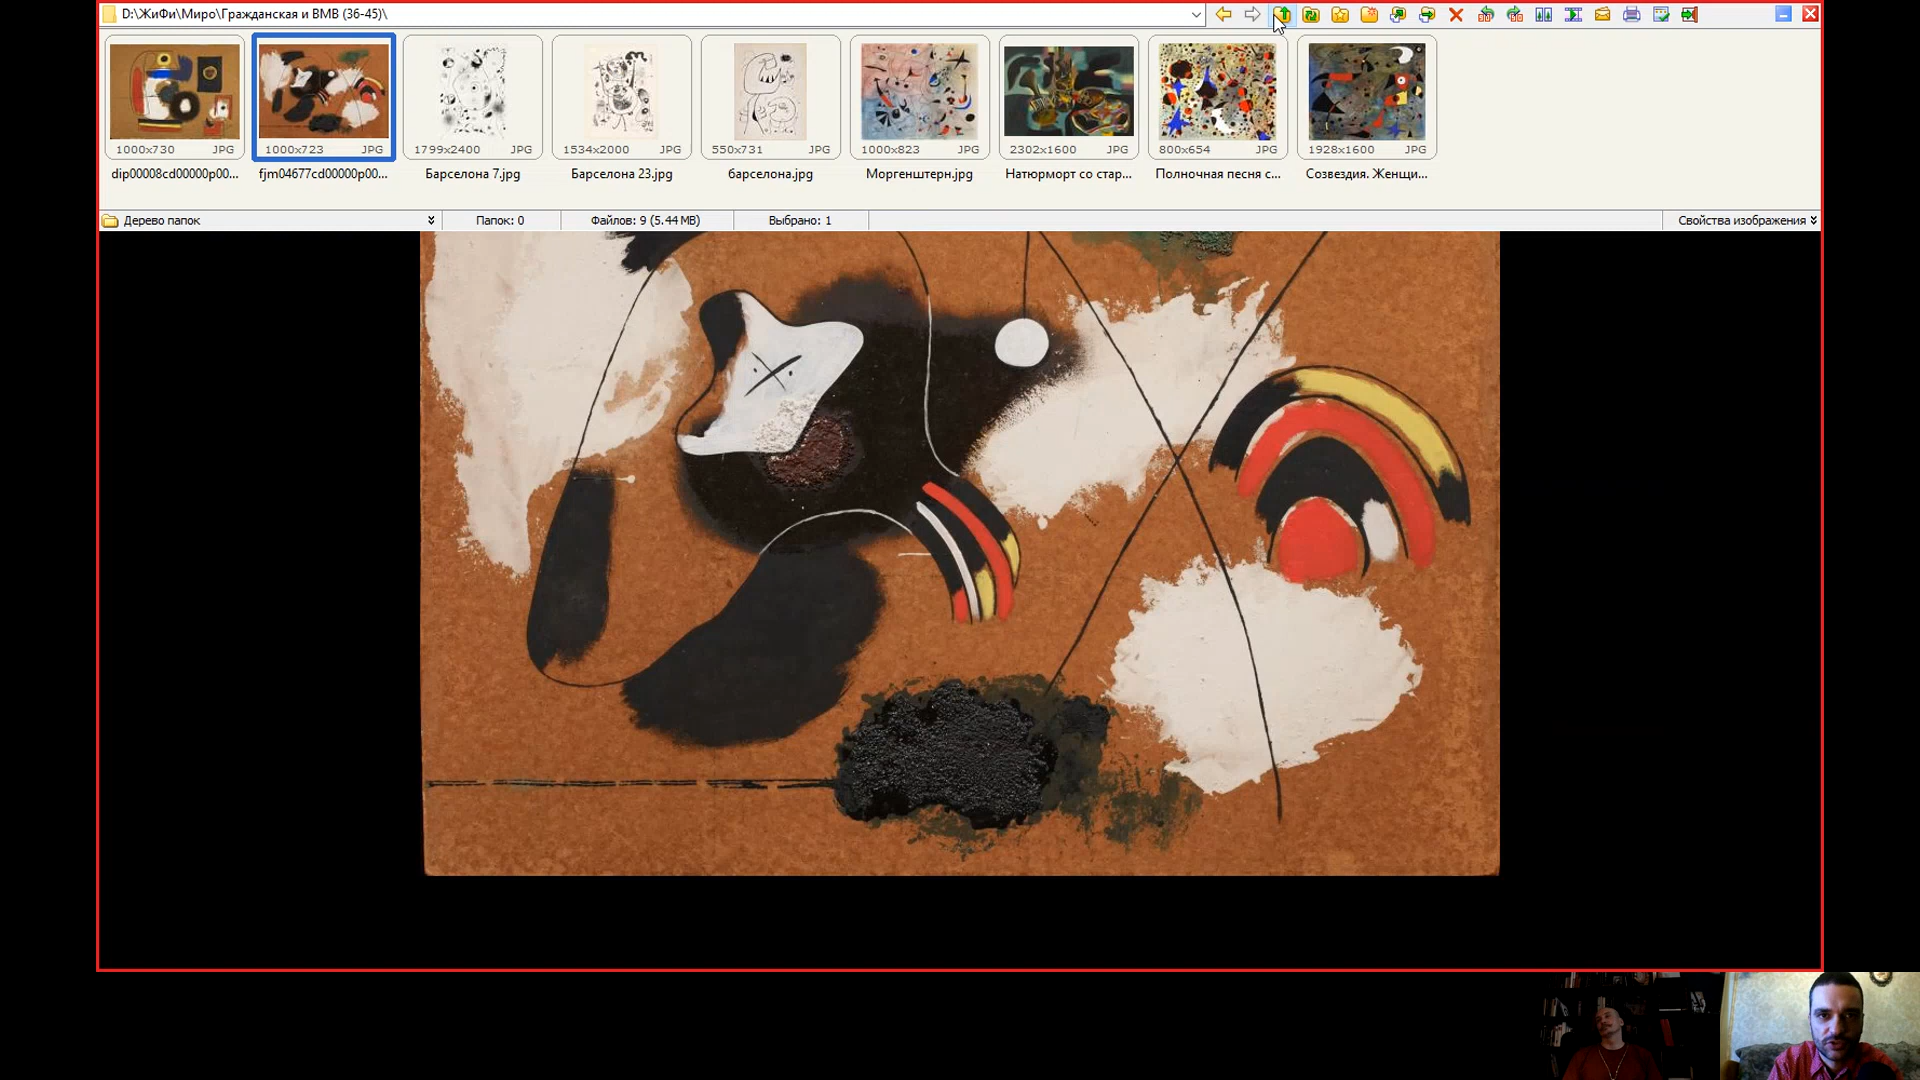 D:\ЖиФи\Миро\Гражданская и ВМВ (36-45)\
1000x730 JPG
1000x723 JPG
1799x2400 JPG
1534x2000 JPG
550x731 JPG
1000x823 JPG
2302x1600 JPG
800x654 JPG
1928x1600 JPG
dip00008cd00000p00...
fjm04677cd00000p00...
Барселона 7.jpg
Барселона 23.jpg
барселона.jpg
Моргенштерн.jpg
Натюрморт со стар...
Полночная песня с...
Созвездия. Женщи...
Дерево папок
Папок: 0
Файлов: 9 (5.44 MB)
Выбрано: 1
Свойства изображения